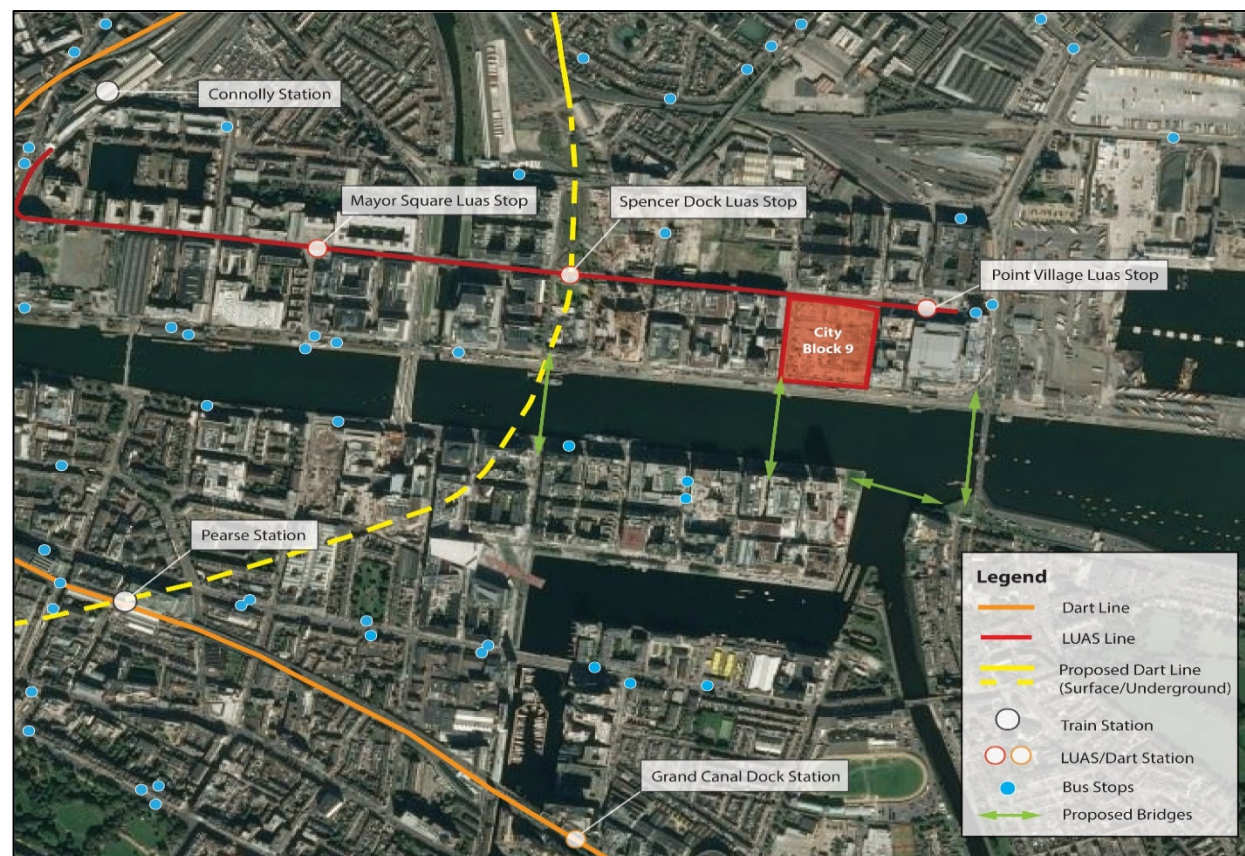 Connolly Station
Mayor Square Luas Stop
Spencer Dock Luas Stop
Point Village Luas Stop
City
Block 9
Pearse Station
Grand Canal Dock Station
Legend
Dart Line
LUAS Line
Proposed Dart Line
(Surface/Underground)
Train Station
LUAS/Dart Station
Bus Stops
Proposed Bridges